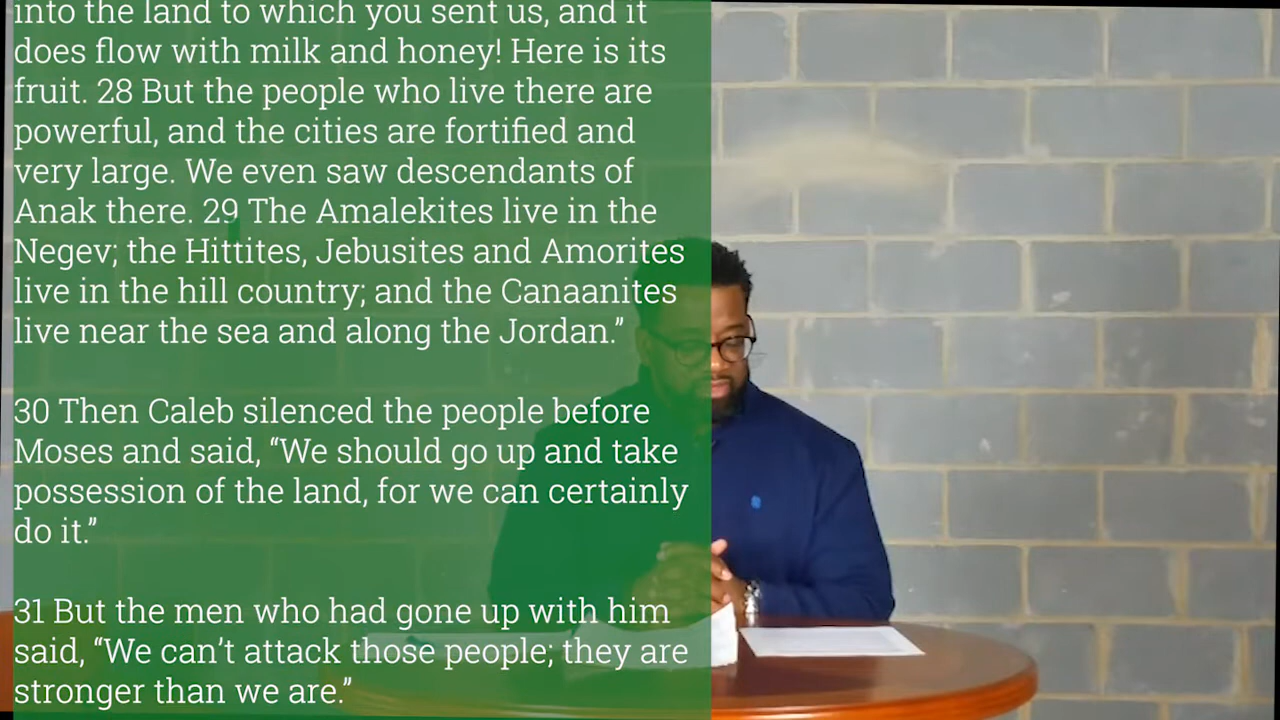 into the land to which you sent us, and it
does flow with milk and honey! Here is its
fruit. 28 But the people who live there are
powerful, and the cities are fortified and
very large. We even saw descendants of
Anak there. 29 The Amalekites live in the
Negev; the Hittites, Jebusites and Amorites
live in the hill country; and the Canaanites
live near the sea and along the Jordan.”
30 Then Caleb silenced the people before
Moses and said, “We should go up and take
possession of the land, for we can certainly
do it.”
31 But the men who had gone up with him
said, “We can’t attack those people; they are
stronger than we are.”